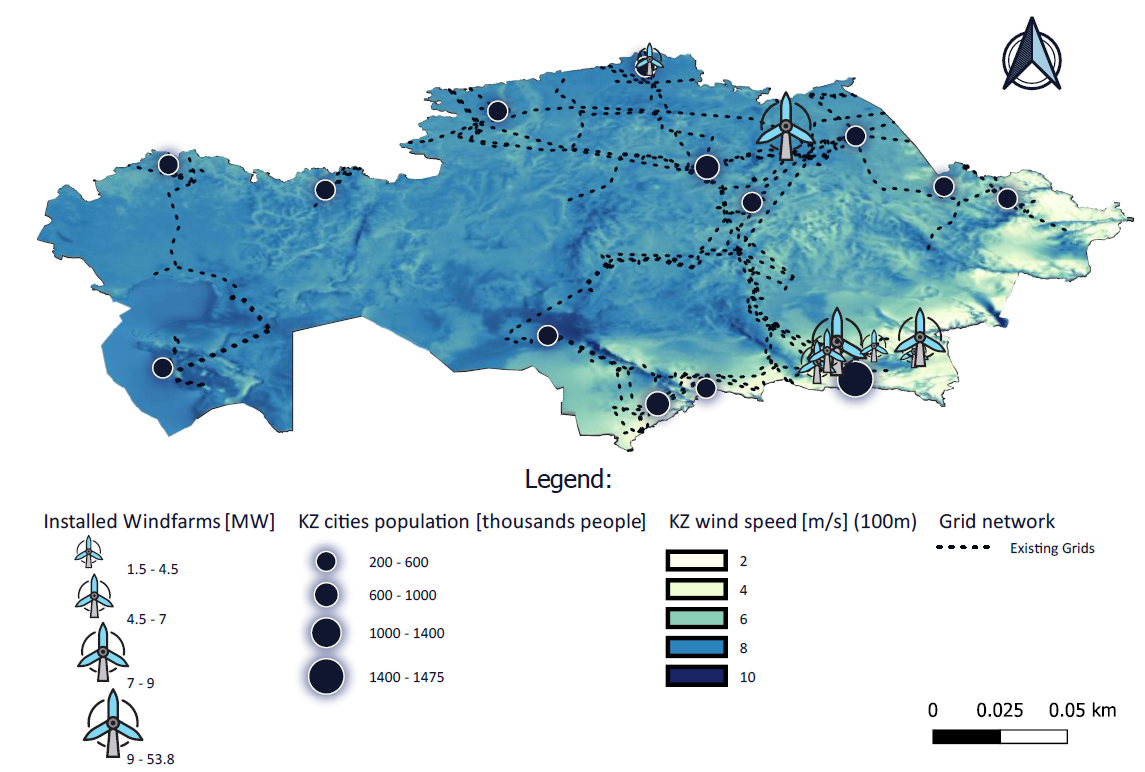 Legend:
Installed Windfarms [MW]
1.5 - 4.5
4.5 - 7
7 - 9
9 - 53.8
KZ cities population [thousands people]
200 - 600
600 - 1000
1000 - 1400
1400 - 1475
KZ wind speed [m/s] (100m)
2
4
6
8
10
Grid network
Existing Grids
0 0.025 0.05 km